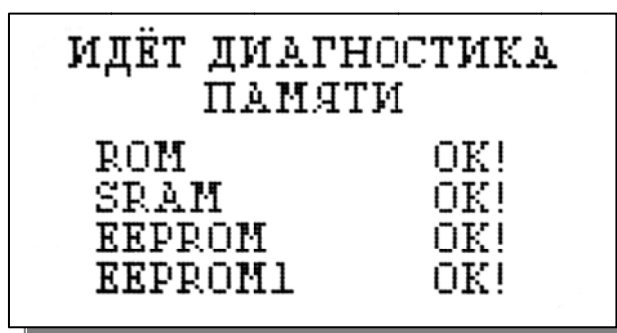 ИДЁТ ДИАГНОСТИКА
ПАМЯТИ
ROM OK!
SRAM OK!
EEPROM OK!
EEPROM1 OK!